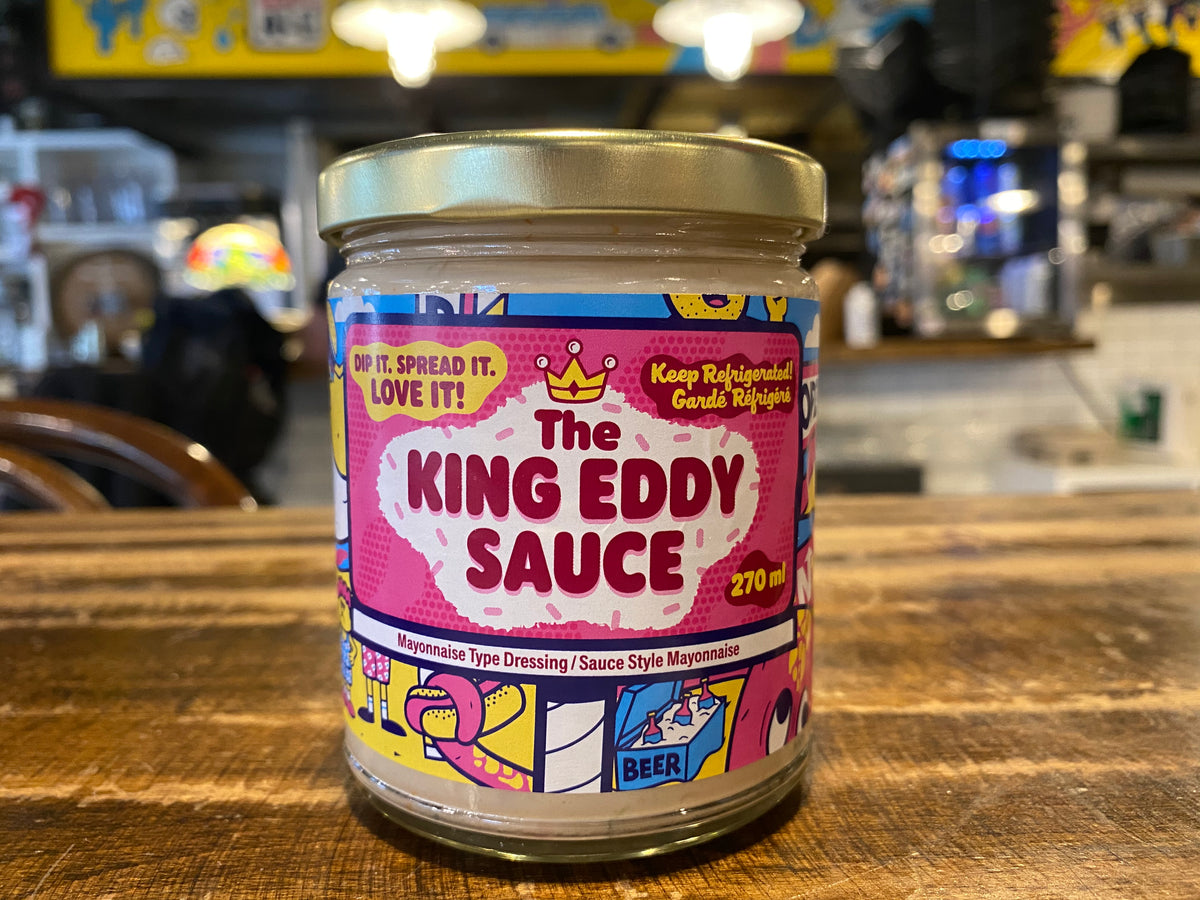 DIP IT. SPREAD IT.
LOVE IT!
Keep Refrigerated!
Gardé Réfrigéré
The
KING EDDY
SAUCE
270 ml
Mayonnaise Type Dressing / Sauce Style Mayonnaise
BEER